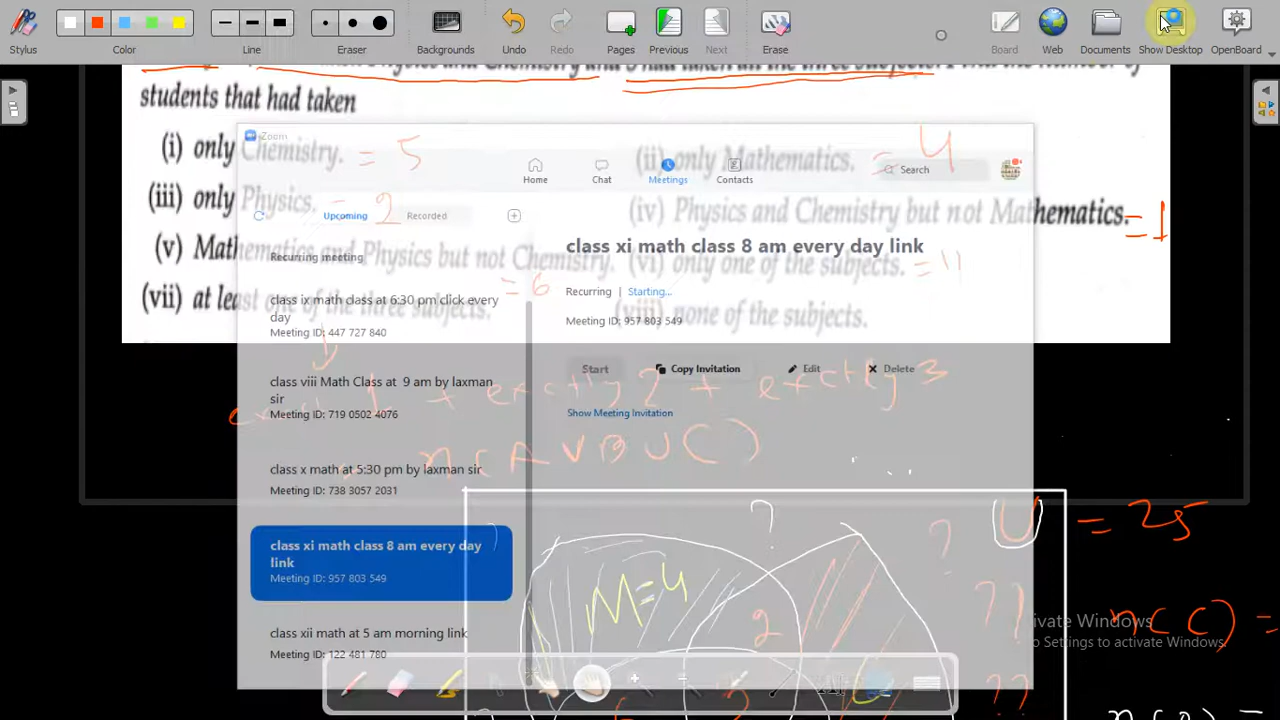 Stylus Color Line Eraser Backgrounds Undo Redo Pages Previous Next Erase Board Web Documents Show Desktop OpenBoard
students that had taken
(i) only Chemistry. = 5 (ii) only Mathematics. = 4
(iii) only Physics. = 2 (iv) Physics and Chemistry but not Mathematics. = 1
(v) Mathematics and Physics but not Chemistry. = 6 (vi) only one of the subjects. = 11
(vii) at least one of the three subjects. (viii) none of the subjects.
Zoom
Home Chat Meetings Contacts Search
Upcoming Recorded
Recurring meeting
class ix math class at 6:30 pm click every
day
Meeting ID: 447 727 840
class viii Math Class at 9 am by laxman
sir
Meeting ID: 719 0502 4076
class x math at 5:30 pm by laxman sir
Meeting ID: 738 3057 2031
class xi math class 8 am every day
link
Meeting ID: 957 803 549
class xii math at 5 am morning link
Meeting ID: 122 481 780
class xi math class 8 am every day link
Recurring | Starting...
Meeting ID: 957 803 549
Start Copy Invitation Edit Delete
Show Meeting Invitation
1 + exctly 2 + exctly 3
= n(A ∪ B ∪ C)
? U = 25
?
M=4 ??
2 n(C) =
ivate Windows
o Settings to activate Windows.
??